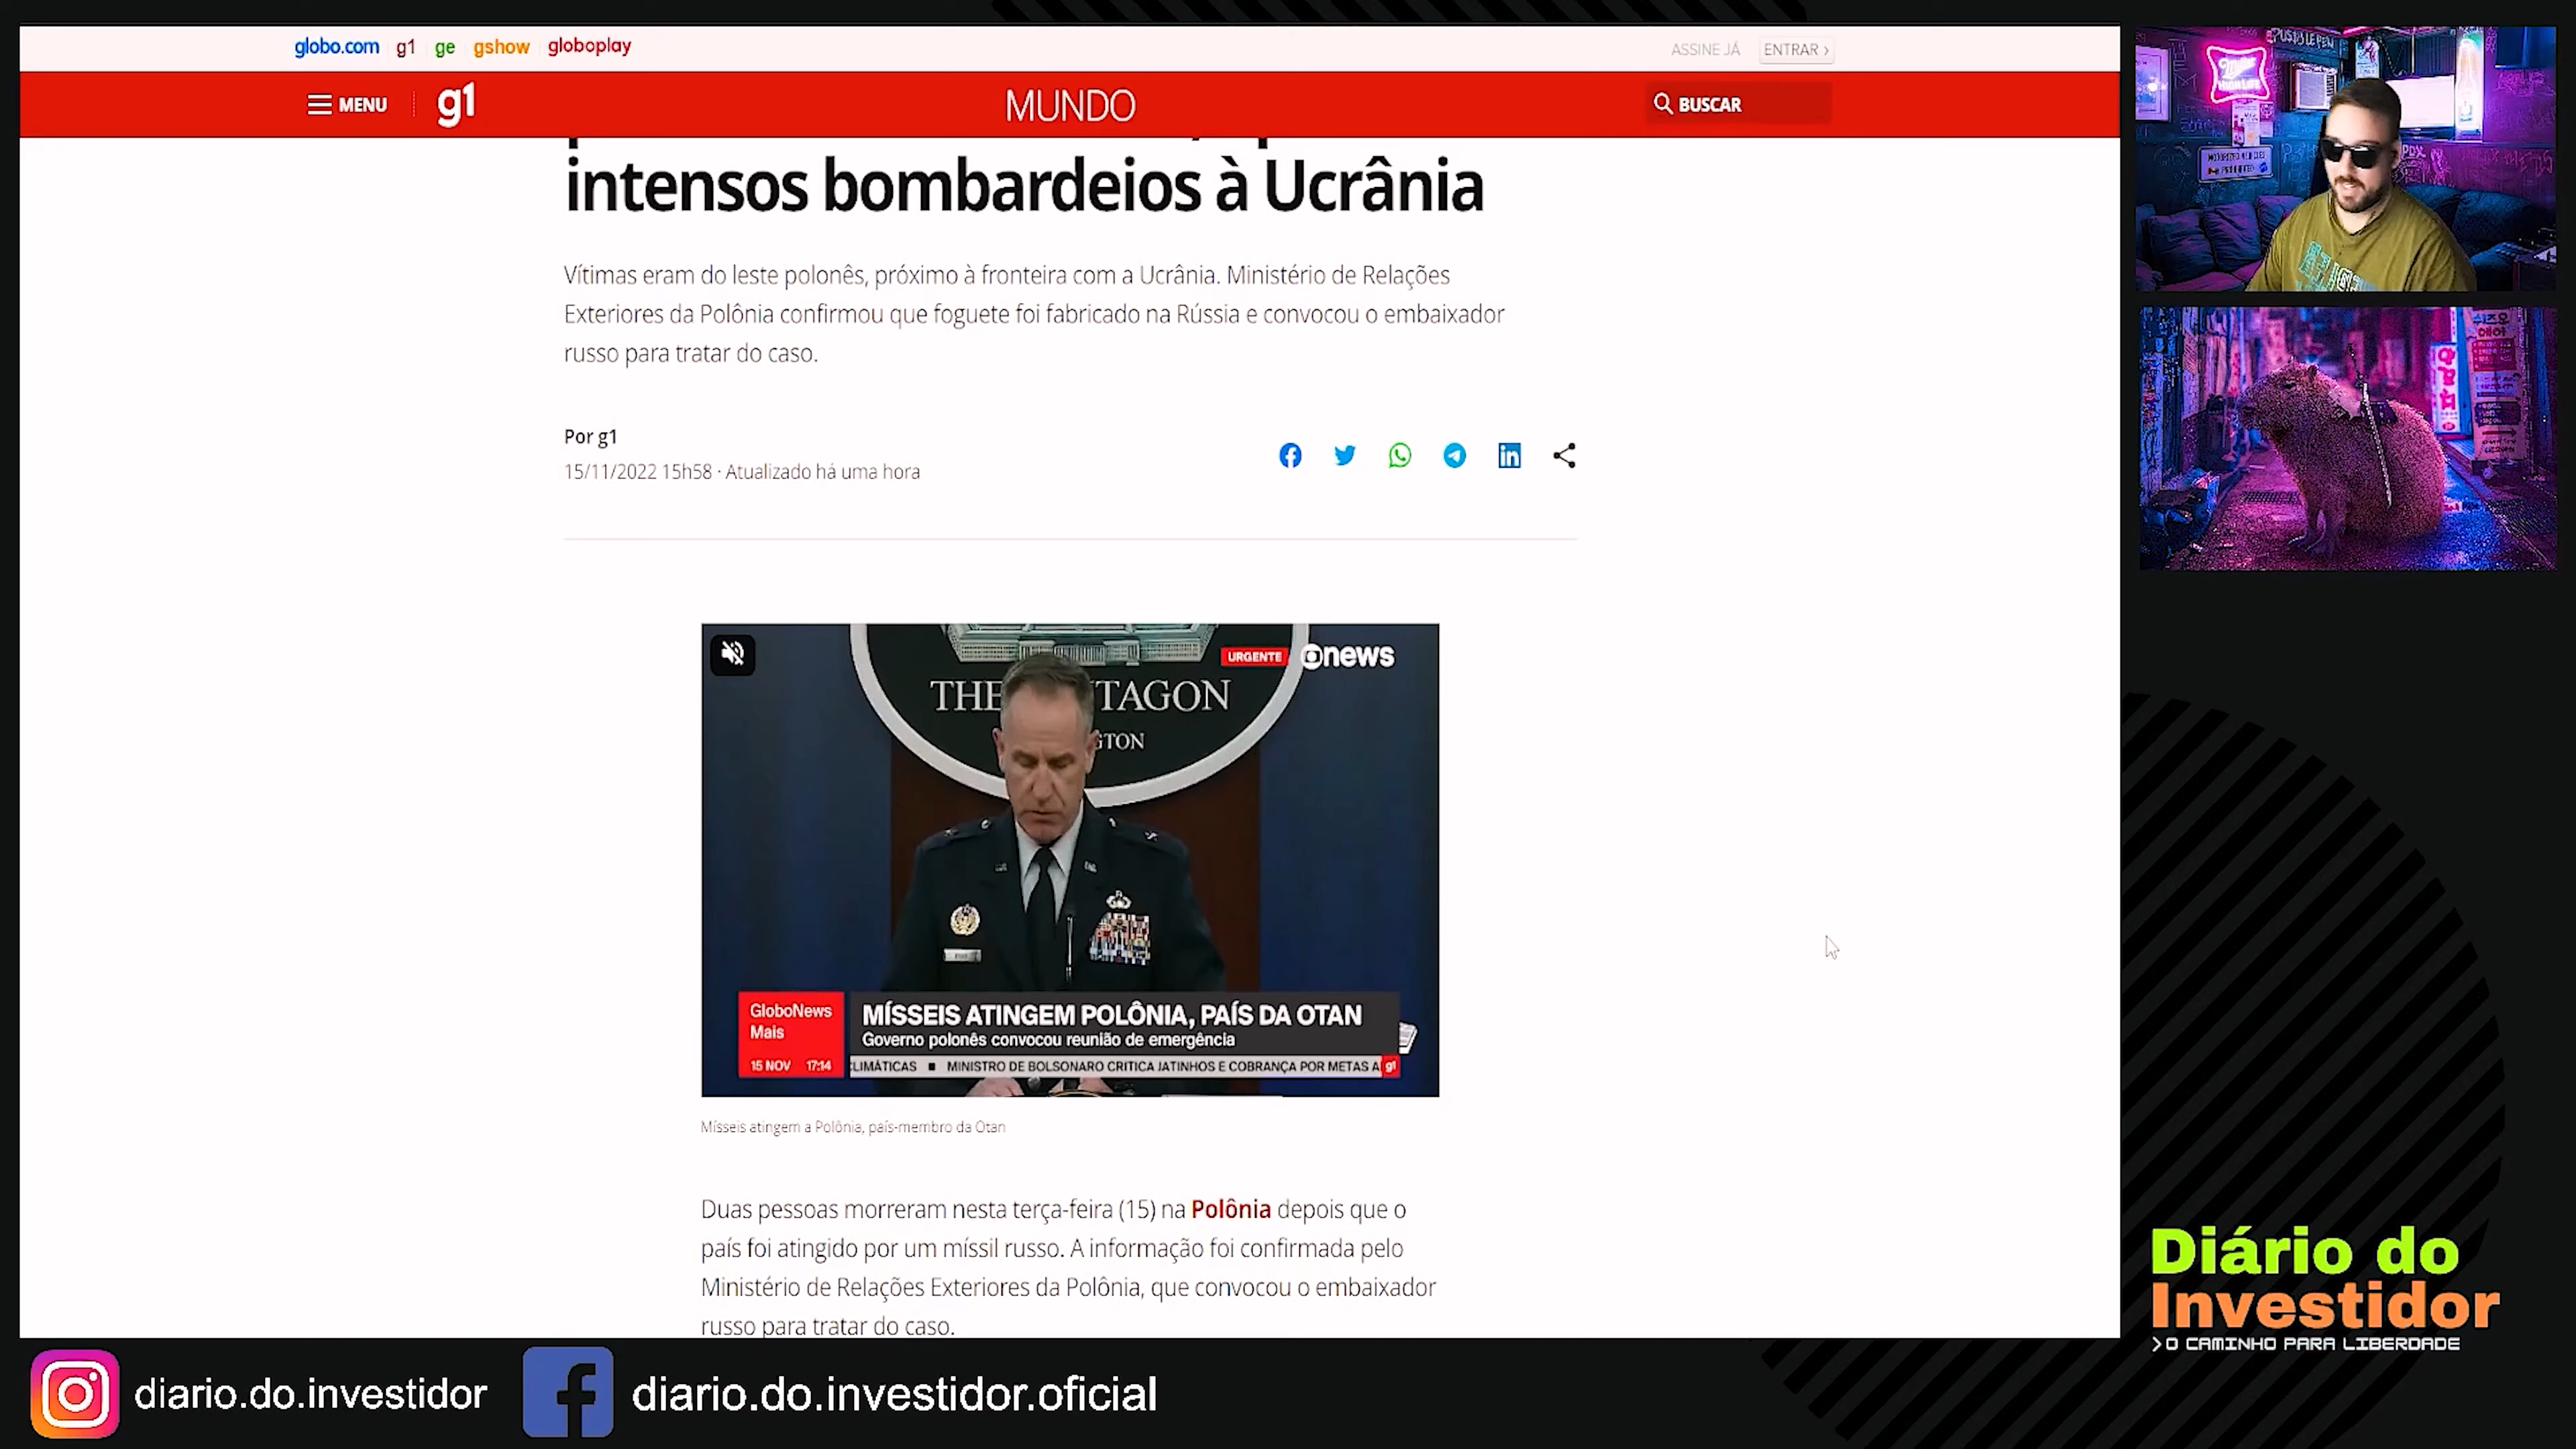 globo.com g1 ge gshow globoplay
ASSINE JÁ ENTRAR ›
MENU g1 MUNDO BUSCAR
intensos bombardeios à Ucrânia
Vítimas eram do leste polonês, próximo à fronteira com a Ucrânia. Ministério de Relações
Exteriores da Polônia confirmou que foguete foi fabricado na Rússia e convocou o embaixador
russo para tratar do caso.
Por g1
15/11/2022 15h58 · Atualizado há uma hora
URGENTE news
THE NTAGON
GTON
GloboNews
Mais
15 NOV 17:14
MÍSSEIS ATINGEM POLÔNIA, PAÍS DA OTAN
Governo polonês convocou reunião de emergência
CLIMÁTICAS ■ MINISTRO DE BOLSONARO CRITICA JATINHOS E COBRANÇA POR METAS A g1
Mísseis atingem a Polônia, país-membro da Otan
Duas pessoas morreram nesta terça-feira (15) na Polônia depois que o
país foi atingido por um míssil russo. A informação foi confirmada pelo
Ministério de Relações Exteriores da Polônia, que convocou o embaixador
russo para tratar do caso.
Diário do
Investidor
>O CAMINHO PARA LIBERDADE
diario.do.investidor
diario.do.investidor.oficial